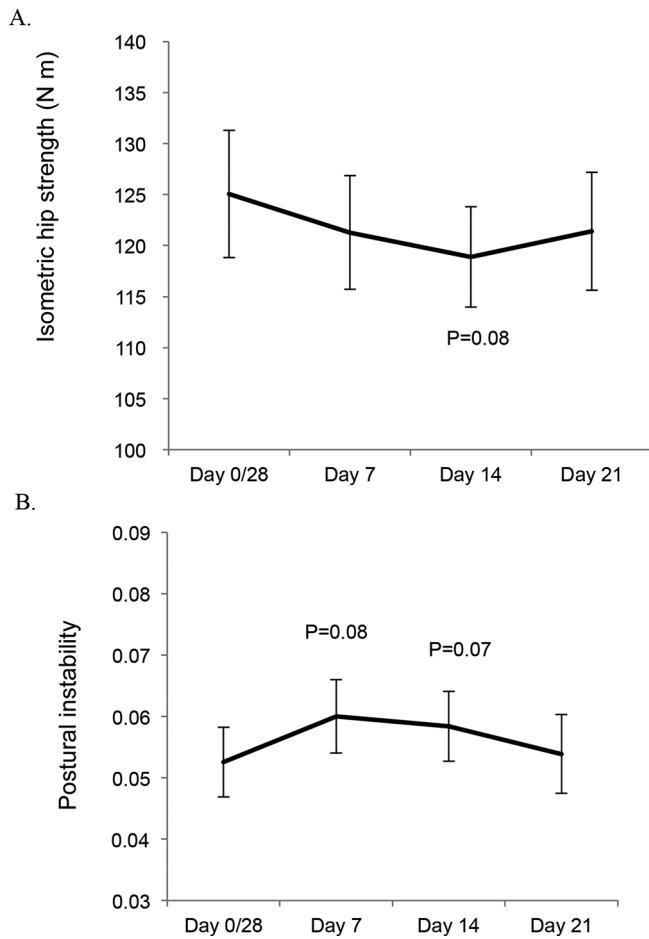 A.
Isometric hip strength (N m)
140
135
130
125
120
115
110
105
100
P=0.08
Day 0/28 Day 7 Day 14 Day 21
B.
Postural instability
0.09
0.08
0.07
0.06
0.05
0.04
0.03
P=0.08 P=0.07
Day 0/28 Day 7 Day 14 Day 21